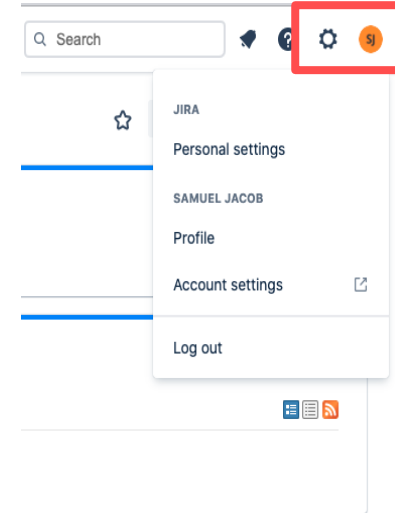 Search
?
SJ
JIRA
Personal settings
SAMUEL JACOB
Profile
Account settings
Log out